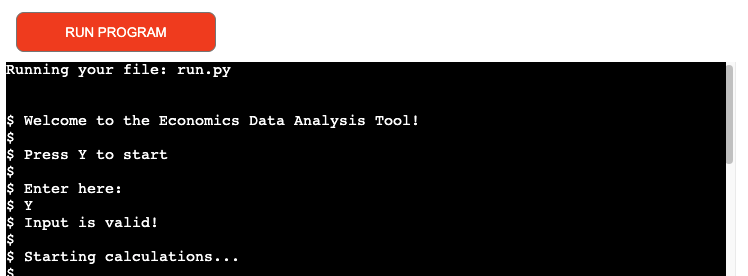 RUN PROGRAM
Running your file: run.py
$ Welcome to the Economics Data Analysis Tool!
$
$ Press Y to start
$
$ Enter here:
$ Y
$ Input is valid!
$
$ Starting calculations...
$